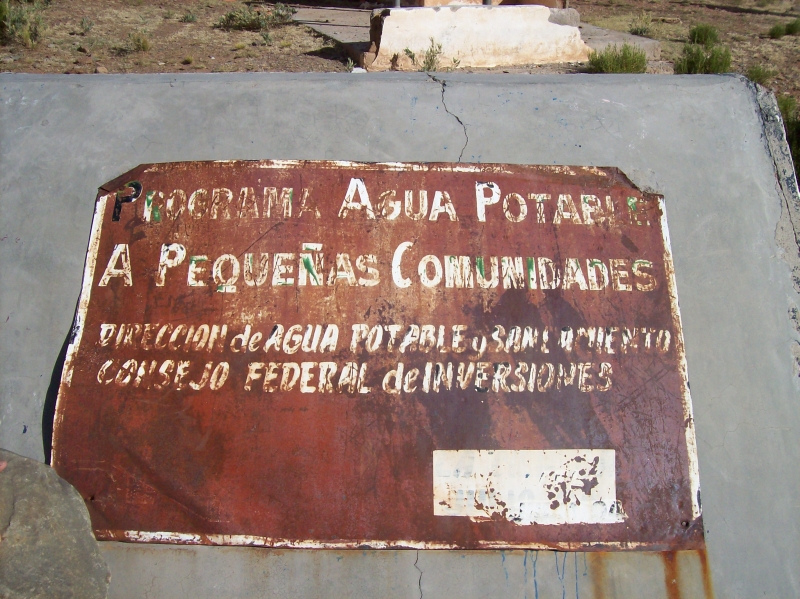 PROGRAMA AGUA POTABLE
A PEQUEÑAS COMUNIDADES
DIRECCION de AGUA POTABLE y SANEAMIENTO
CONSEJO FEDERAL de INVERSIONES